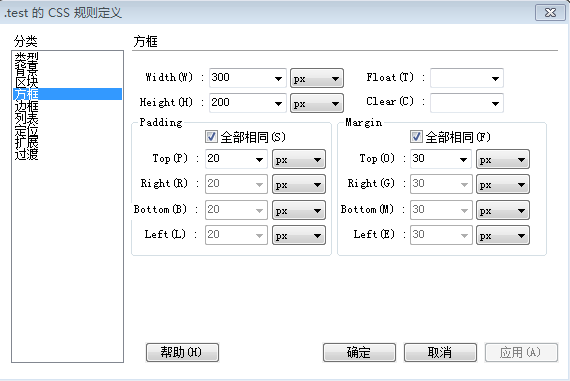 .test 的 CSS 规则定义
分类
类型
背景
区块
方框
边框
列表
定位
扩展
过渡
方框
Width(W) : 300 px Float(T) :
Height(H) : 200 px Clear(C) :
Padding
全部相同(S)
Top(P) : 20 px
Right(R) : 20 px
Bottom(B) : 20 px
Left(L) : 20 px
Margin
全部相同(F)
Top(O) : 30 px
Right(G) : 30 px
Bottom(M) : 30 px
Left(E) : 30 px
帮助(H) 确定 取消 应用(A)